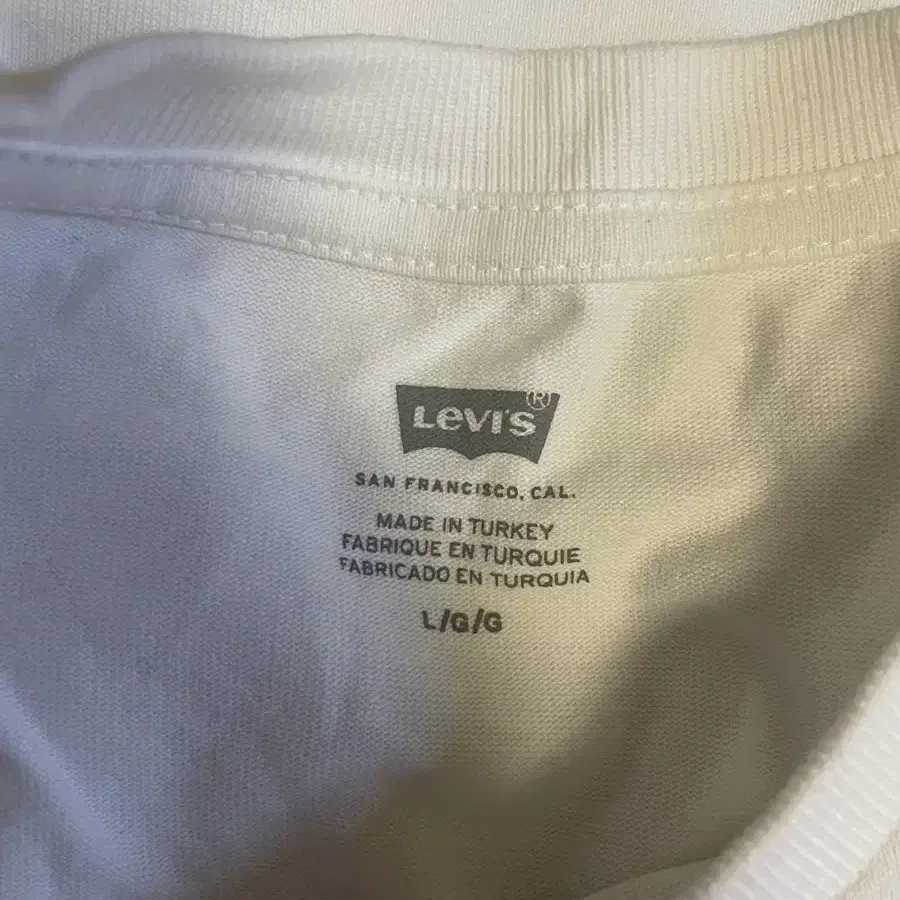 LEVI'S®
SAN FRANCISCO, CAL.
MADE IN TURKEY
FABRIQUE EN TURQUIE
FABRICADO EN TURQUIA
L/G/G